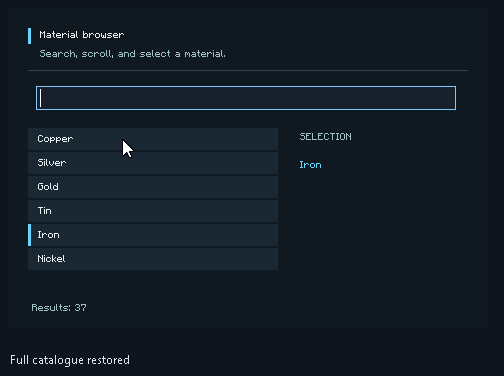 Material browser
Search, scroll, and select a material.
Copper
Silver
Gold
Tin
Iron
Nickel
SELECTION
Iron
Results: 37
Full catalogue restored